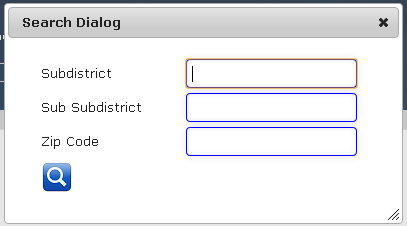 Search Dialog
Subdistrict
Sub Subdistrict
Zip Code